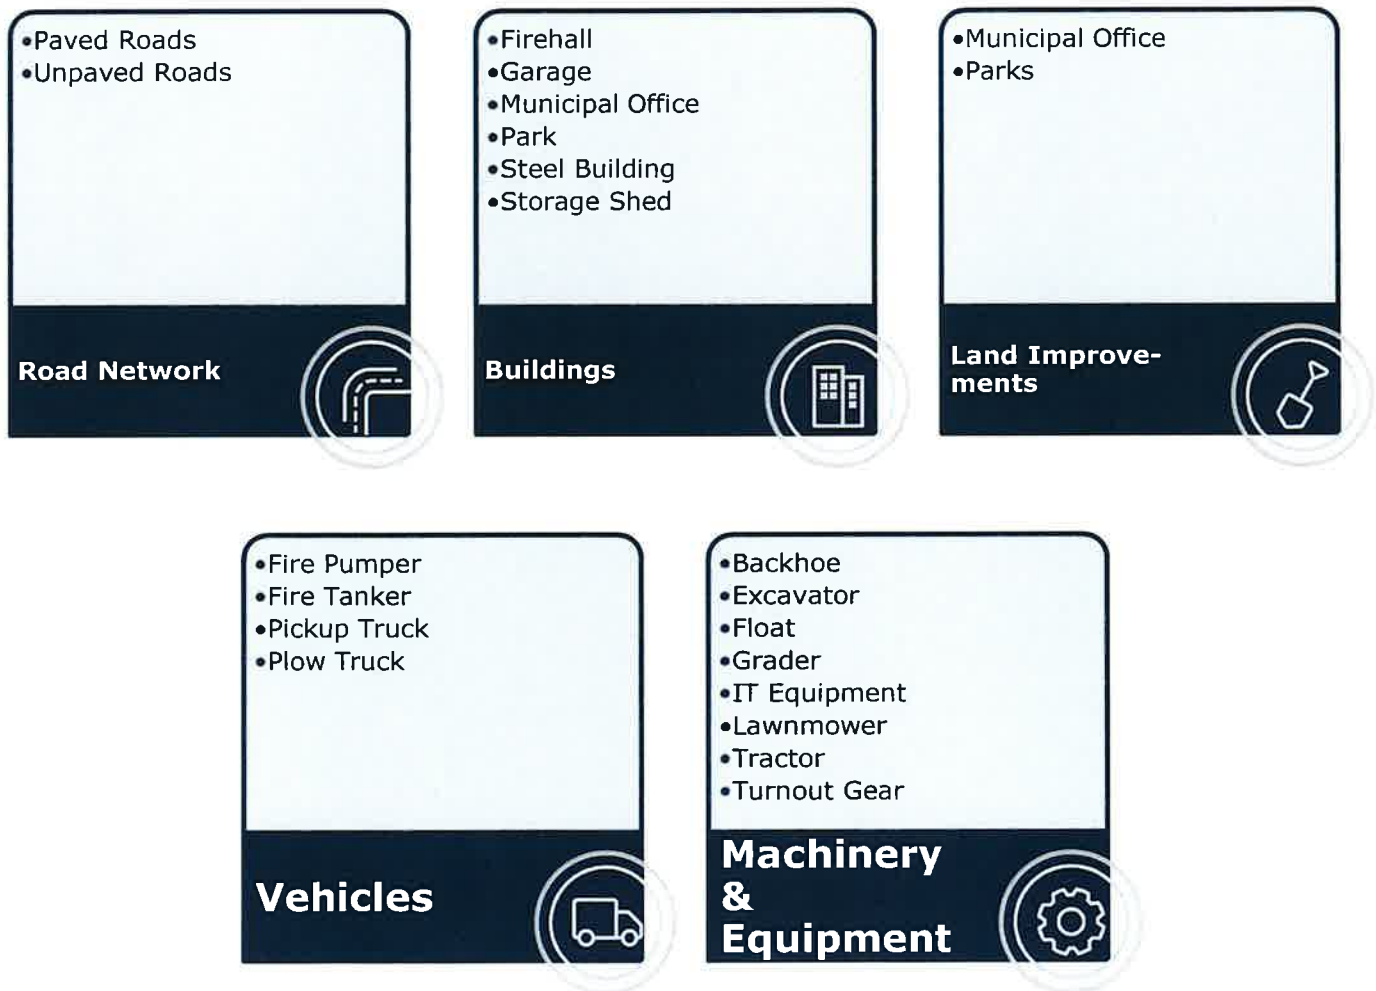 •Paved Roads
•Unpaved Roads
Road Network
•Firehall
•Garage
•Municipal Office
•Park
•Steel Building
•Storage Shed
Buildings
•Municipal Office
•Parks
Land Improve-
ments
•Fire Pumper
•Fire Tanker
•Pickup Truck
•Plow Truck
Vehicles
•Backhoe
•Excavator
•Float
•Grader
•IT Equipment
•Lawnmower
•Tractor
•Turnout Gear
Machinery
&
Equipment